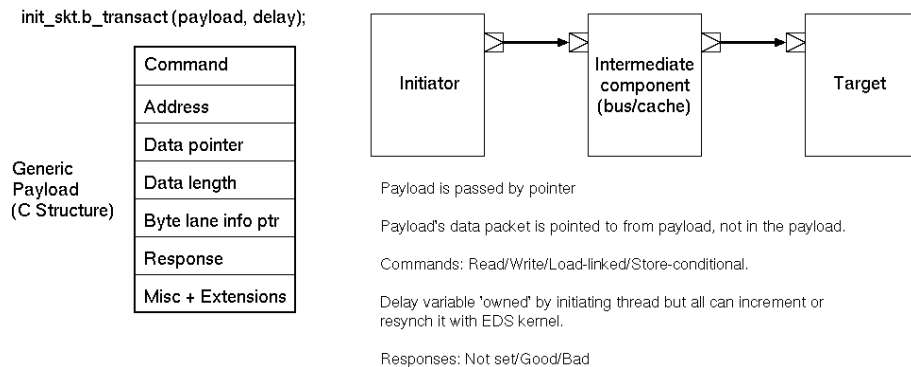 init_skt.b_transact(payload, delay);
Command
Address
Data pointer
Data length
Byte lane info ptr
Response
Misc + Extensions
Generic
Payload
(C Structure)
Initiator
Intermediate
component
(bus/cache)
Target
Payload is passed by pointer
Payload's data packet is pointed to from payload, not in the payload.
Commands: Read/Write/Load-linked/Store-conditional.
Delay variable 'owned' by initiating thread but all can increment or
resynch it with EDS kernel.
Responses: Not set/Good/Bad